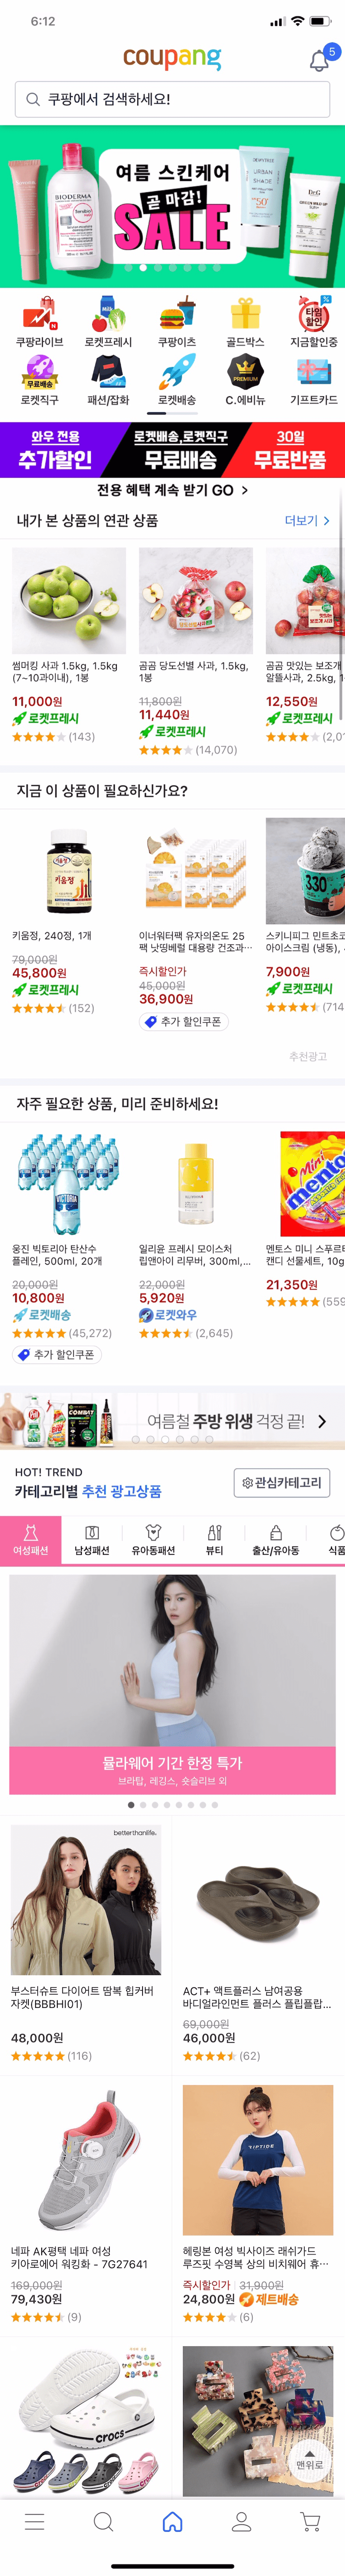 6:12
coupang
5
쿠팡에서 검색하세요!
여름 스킨케어
곧 마감!
SALE
BIODERMA
URBAN
SHADE
50+
Dr.G
쿠팡라이브
로켓프레시
쿠팡이츠
골드박스
타임
할인
지금할인중
무료배송
PREMIUM
로켓직구
패션/잡화
로켓배송
C.에비뉴
기프트카드
와우 전용
추가할인
로켓배송,로켓직구
무료배송
30일
무료반품
전용 혜택 계속 받기 GO >
내가 본 상품의 연관 상품
더보기 >
썸머킹 사과 1.5kg, 1.5kg
(7~10과이내), 1봉
11,000원
로켓프레시
(143)
곰곰 당도선별 사과, 1.5kg,
1봉
11,800원
11,440원
로켓프레시
(14,070)
곰곰 맛있는 보조개
알뜰사과, 2.5kg, 1
12,550원
로켓프레시
(2,01
지금 이 상품이 필요하신가요?
키움정
키움정, 240정, 1개
79,000원
45,800원
로켓프레시
(152)
이너워터팩 유자의온도 25
팩 낫띵베럴 대용량 건조과…
즉시할인가
45,000원
36,900원
추가 할인쿠폰
330
스키니피그 민트초코
아이스크림 (냉동),
7,900원
로켓프레시
(714
추천광고
자주 필요한 상품, 미리 준비하세요!
VICTORIA
웅진 빅토리아 탄산수
플레인, 500ml, 20개
20,000원
10,800원
로켓배송
(45,272)
추가 할인쿠폰
일리윤 프레시 모이스처
립앤아이 리무버, 300ml,...
22,000원
5,920원
로켓와우
(2,645)
Mini
mento
멘토스 미니 스푸르트
캔디 선물세트, 10g
21,350원
(559
COMBAT
여름철 주방 위생 걱정 끝! >
HOT! TREND
카테고리별 추천 광고상품
관심카테고리
여성패션
남성패션
유아동패션
뷰티
출산/유아동
식품
뮬라웨어 기간 한정 특가
브라탑, 레깅스, 숏슬리브 외
betterthanlife.
부스터슈트 다이어트 땀복 힙커버
자켓(BBBHI01)
48,000원
(116)
ACT+ 액트플러스 남여공용
바디얼라인먼트 플러스 플립플랍...
69,000원
46,000원
(62)
네파 AK평택 네파 여성
키아로에어 워킹화 - 7G27641
169,000원
79,430원
(9)
TIPTIDE
헤링본 여성 빅사이즈 래쉬가드
루즈핏 수영복 상의 비치웨어 휴…
즉시할인가 31,900원
24,800원 제트배송
(6)
crocs
맨위로